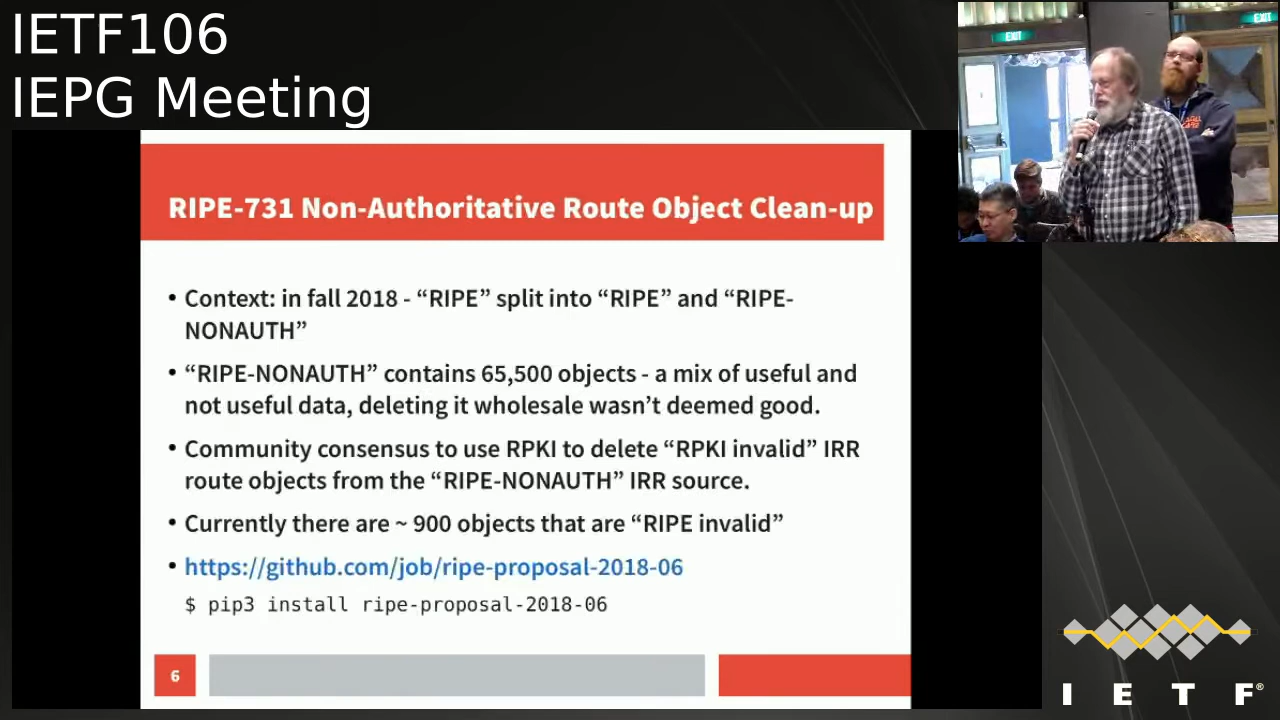 IETF106
IEPG Meeting
EXIT
EXIT
RIPE-731 Non-Authoritative Route Object Clean-up
• Context: in fall 2018 - “RIPE” split into “RIPE” and “RIPE-
NONAUTH”
• “RIPE-NONAUTH” contains 65,500 objects - a mix of useful and
not useful data, deleting it wholesale wasn’t deemed good.
• Community consensus to use RPKI to delete “RPKI invalid” IRR
route objects from the “RIPE-NONAUTH” IRR source.
• Currently there are ~ 900 objects that are “RIPE invalid”
• https://github.com/job/ripe-proposal-2018-06
$ pip3 install ripe-proposal-2018-06
6
I E T F®